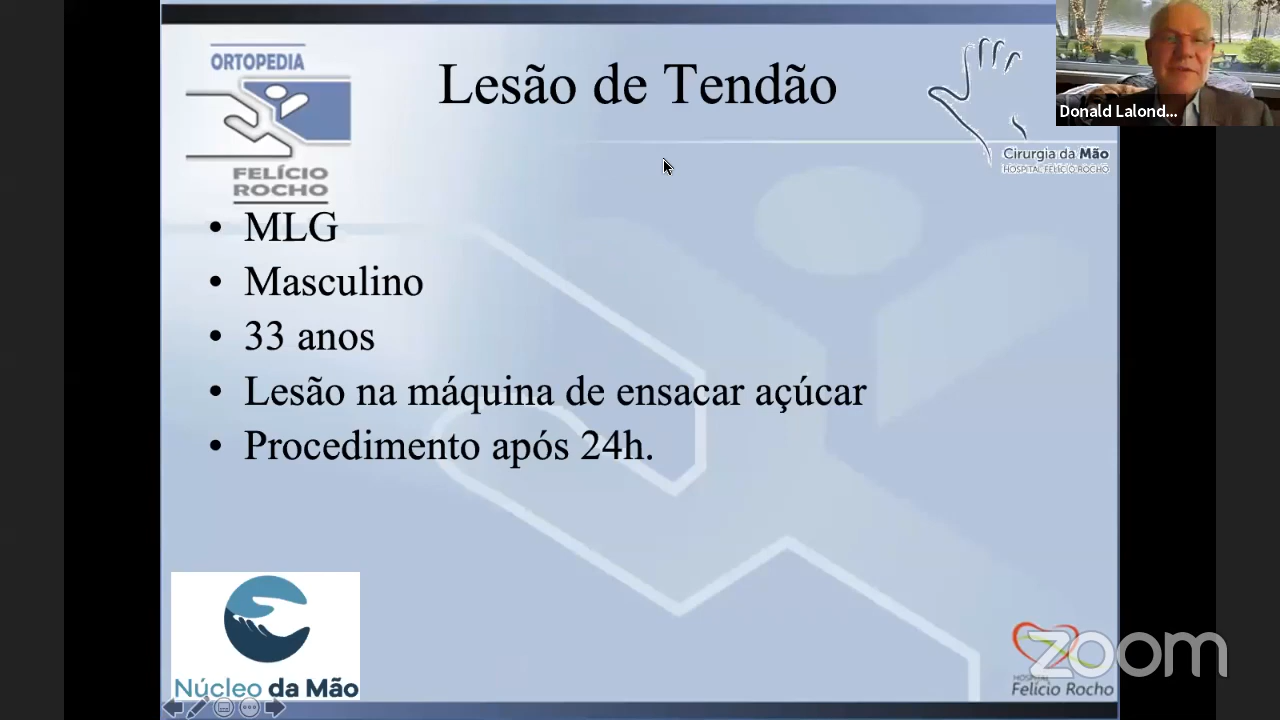 ORTOPEDIA
FELÍCIO
ROCHO
Lesão de Tendão
Cirurgia da Mão
HOSPITAL FELÍCIO ROCHO
Donald Lalond...
• MLG
• Masculino
• 33 anos
• Lesão na máquina de ensacar açúcar
• Procedimento após 24h.
Núcleo da Mão
zoom
HOSPITAL
Felício Rocho